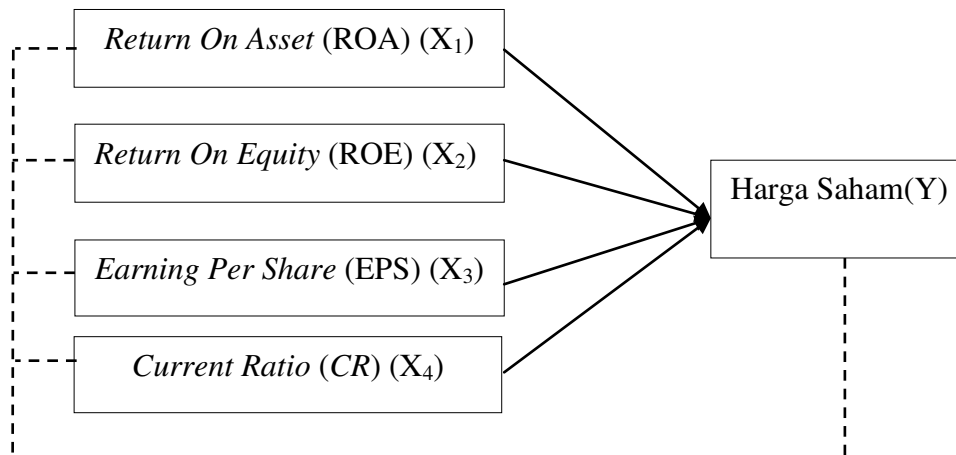 Return On Asset (ROA) (X₁)
Return On Equity (ROE) (X₂)
Harga Saham(Y)
Earning Per Share (EPS) (X₃)
Current Ratio (CR) (X₄)